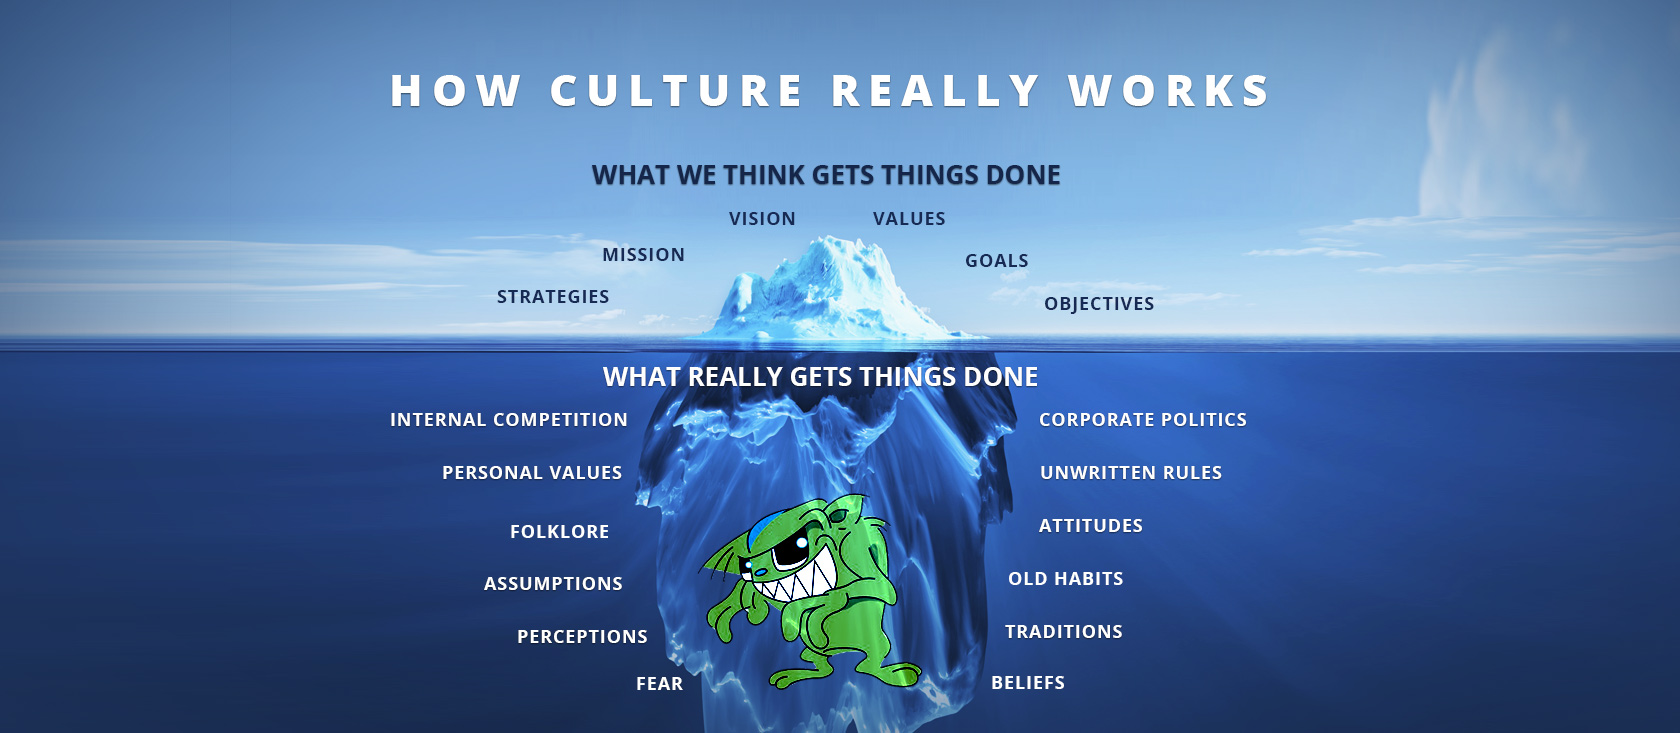 HOW CULTURE REALLY WORKS
WHAT WE THINK GETS THINGS DONE
VISION VALUES
MISSION GOALS
STRATEGIES OBJECTIVES
WHAT REALLY GETS THINGS DONE
INTERNAL COMPETITION CORPORATE POLITICS
PERSONAL VALUES UNWRITTEN RULES
FOLKLORE ATTITUDES
ASSUMPTIONS OLD HABITS
PERCEPTIONS TRADITIONS
FEAR BELIEFS